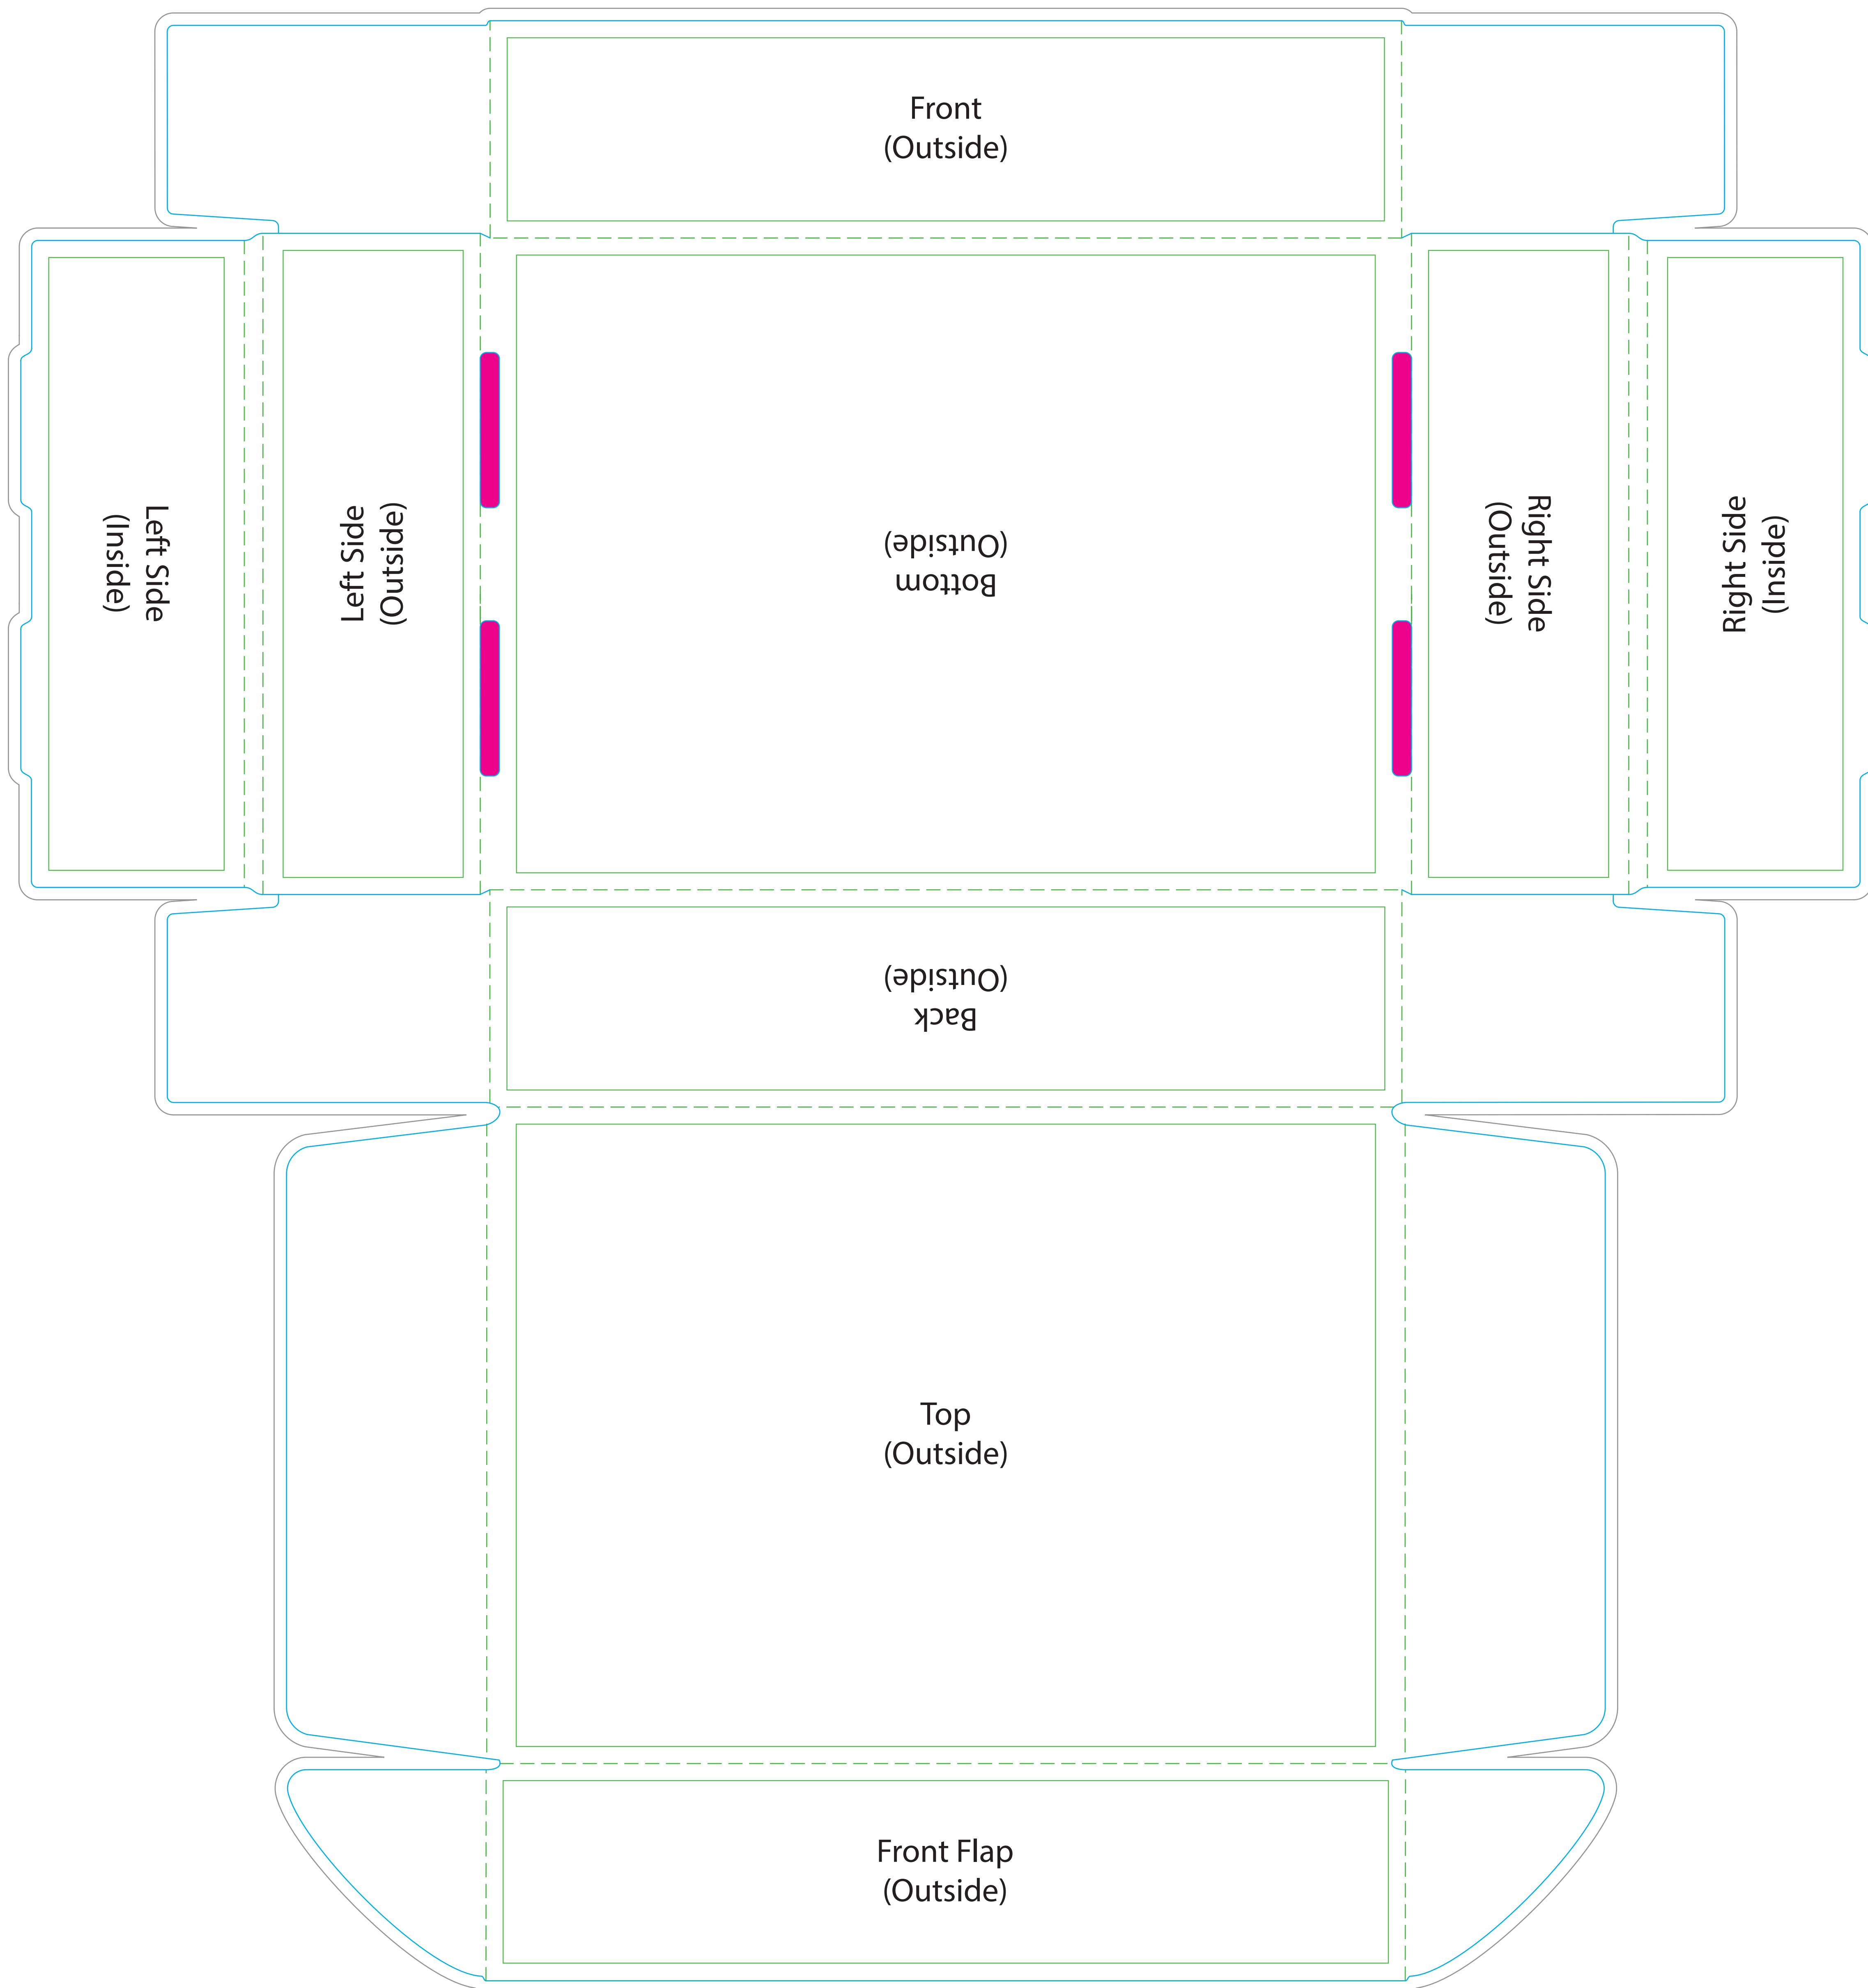 Front
(Outside)
Left Side
(Inside)
Left Side
(Outside)
Bottom
(Outside)
Right Side
(Outside)
Right Side
(Inside)
Back
(Outside)
Top
(Outside)
Front Flap
(Outside)